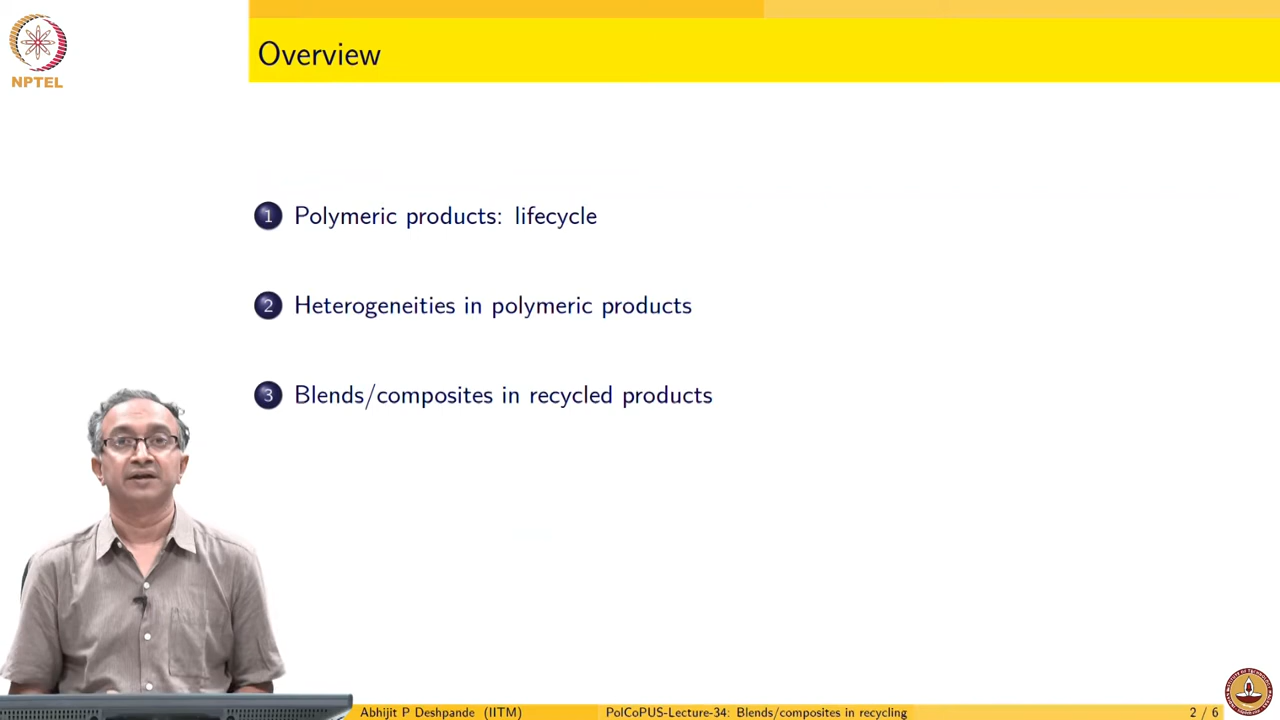 NPTEL
Overview
1 Polymeric products: lifecycle
2 Heterogeneities in polymeric products
3 Blends/composites in recycled products
Abhijit P Deshpande (IITM) PolCoPUS-Lecture-34: Blends/composites in recycling 2 / 6